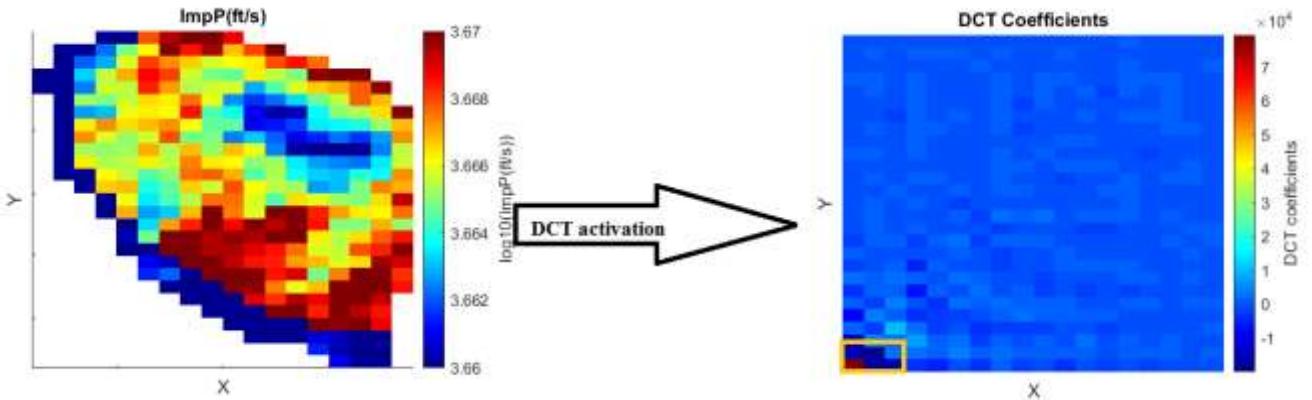 ImpP(ft/s)
3.67
3.668
3.666
3.664
3.662
3.66
log10(ImpP(ft/s))
Y
X
DCT activation
DCT Coefficients
×10⁴
7
6
5
4
3
2
1
0
-1
DCT coefficients
Y
X